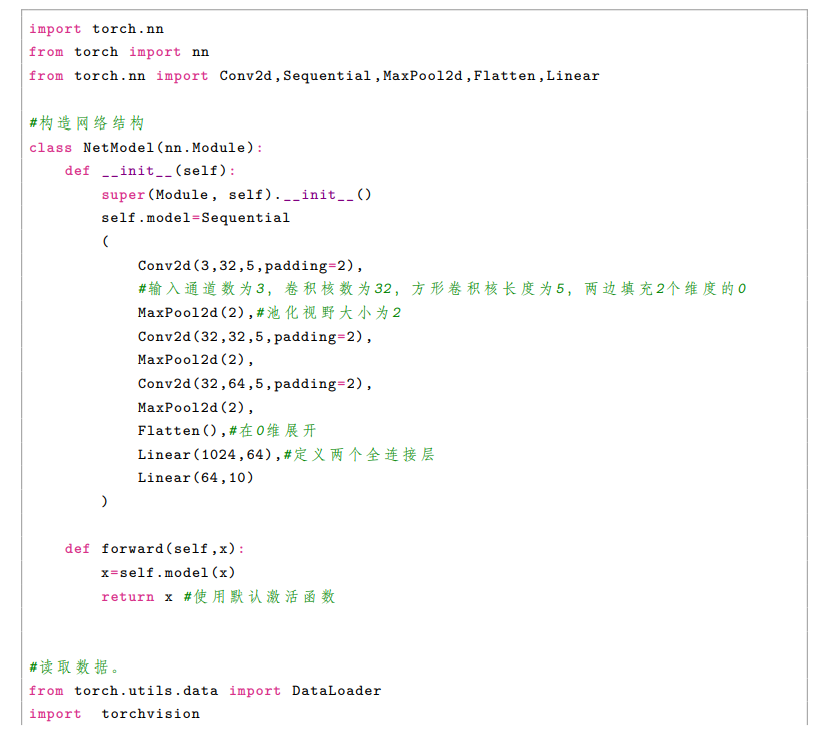 import torch.nn
from torch import nn
from torch.nn import Conv2d,Sequential,MaxPool2d,Flatten,Linear
#构造网络结构
class NetModel(nn.Module):
def __init__(self):
super(Module, self).__init__()
self.model=Sequential
(
Conv2d(3,32,5,padding=2),
#输入通道数为3，卷积核数为32，方形卷积核长度为5，两边填充2个维度的0
MaxPool2d(2),#池化视野大小为2
Conv2d(32,32,5,padding=2),
MaxPool2d(2),
Conv2d(32,64,5,padding=2),
MaxPool2d(2),
Flatten(),#在0维展开
Linear(1024,64),#定义两个全连接层
Linear(64,10)
)
def forward(self,x):
x=self.model(x)
return x #使用默认激活函数
#读取数据。
from torch.utils.data import DataLoader
import torchvision